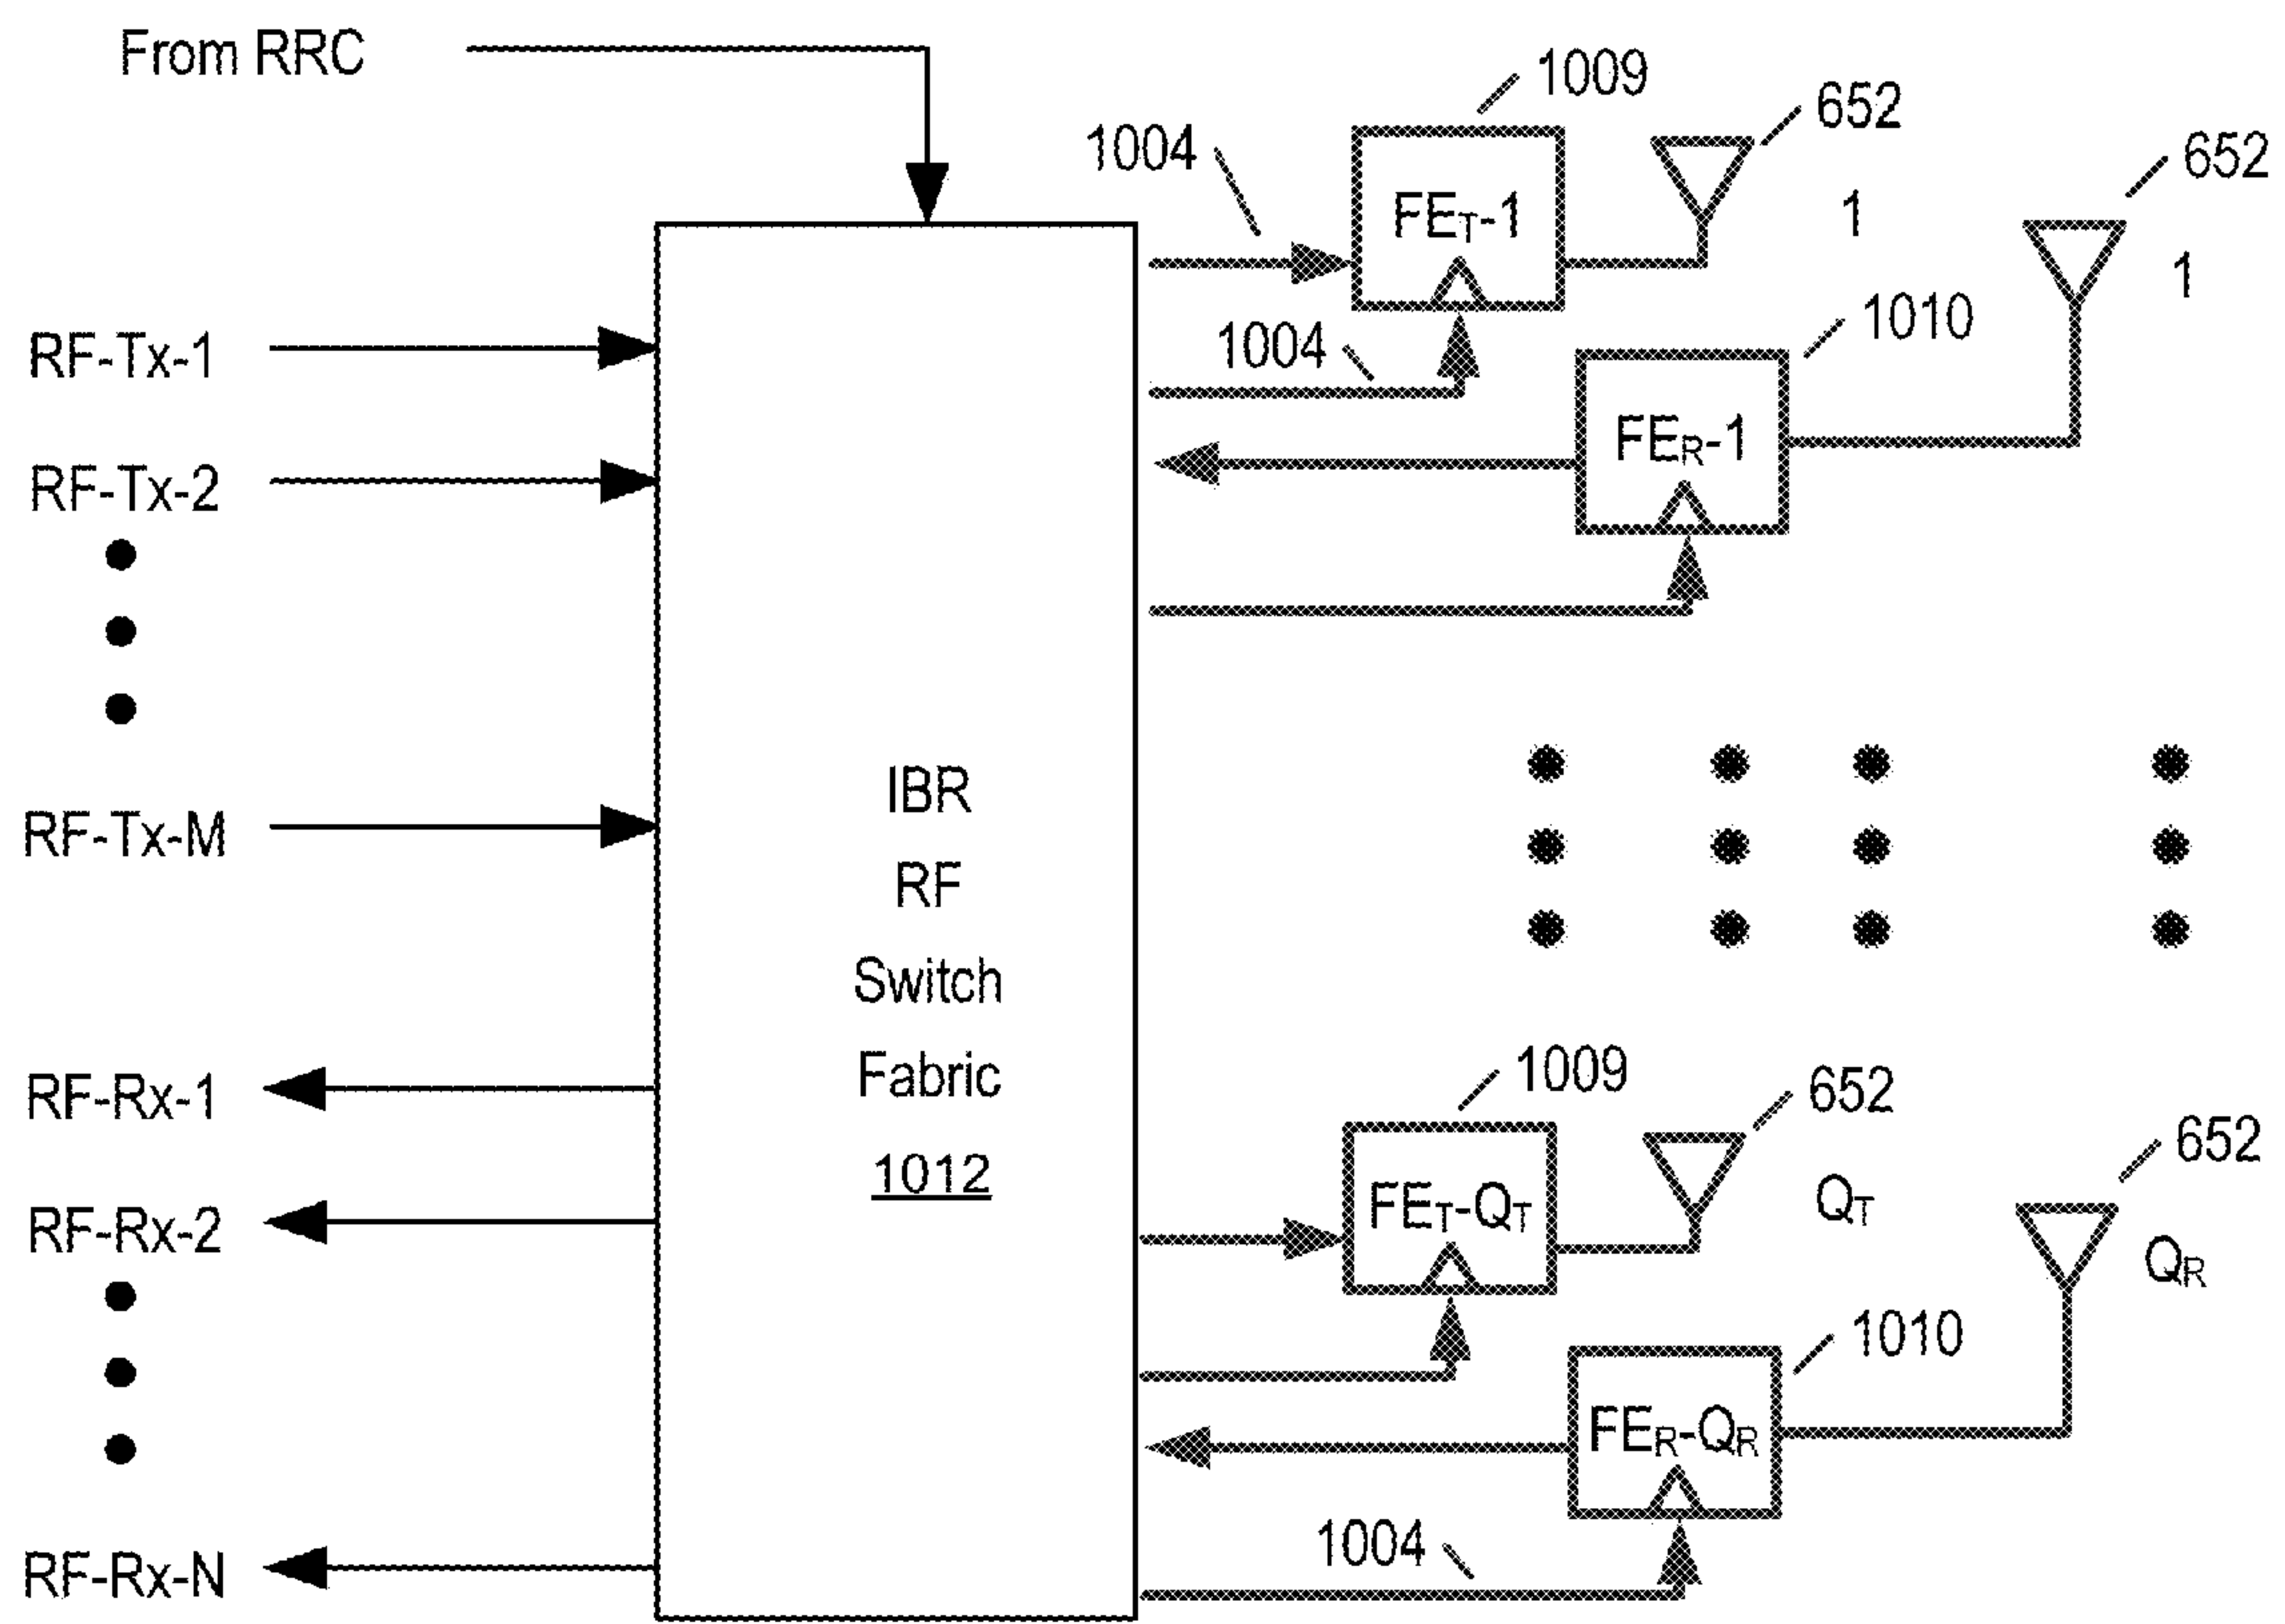 From RRC
1009
652
1004
652
FET-1
1
1
1010
1004
RF-Tx-1
FER-1
RF-Tx-2
IBR
RF-Tx-M
RF
Switch
Fabric
1012
1009
RF-Rx-1
652
652
FET-QT
QT
RF-Rx-2
QR
1010
FER-QR
1004
RF-Rx-N